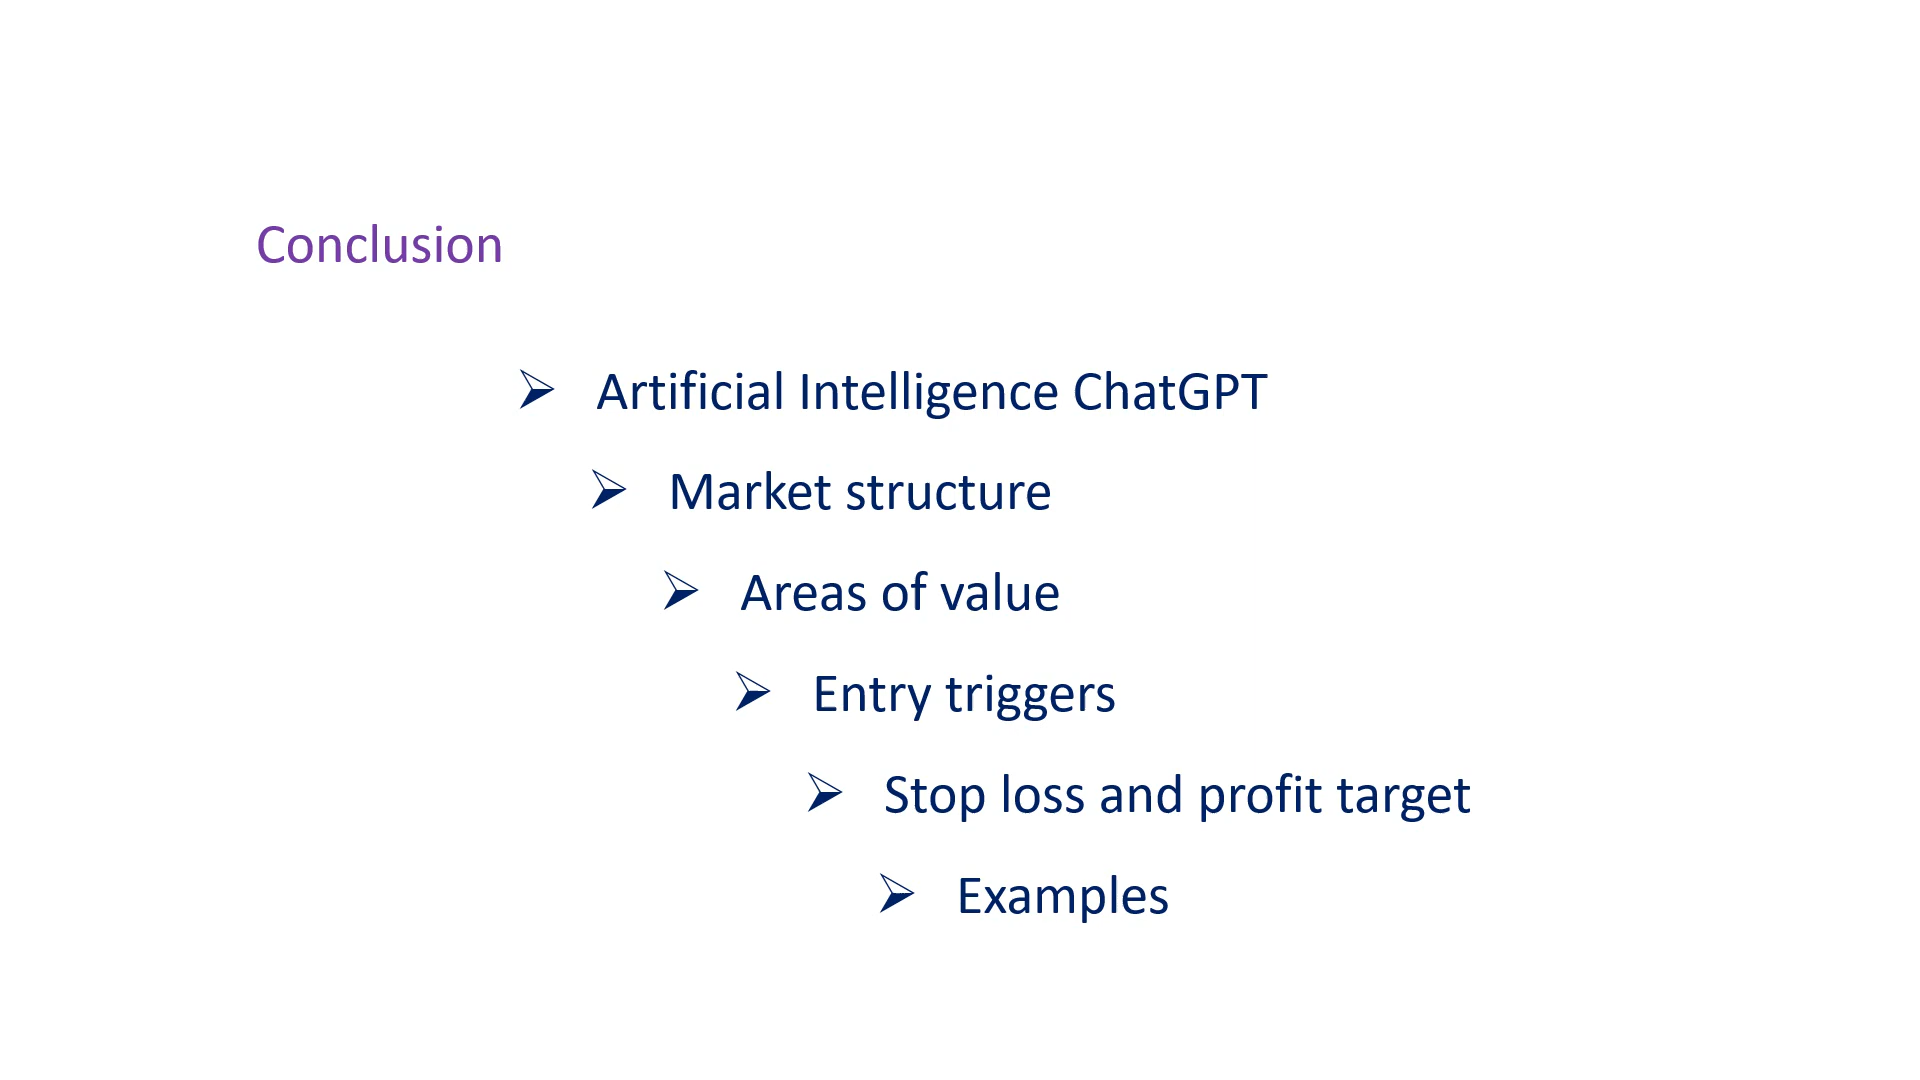 Conclusion
➢ Artificial Intelligence ChatGPT
➢ Market structure
➢ Areas of value
➢ Entry triggers
➢ Stop loss and profit target
➢ Examples